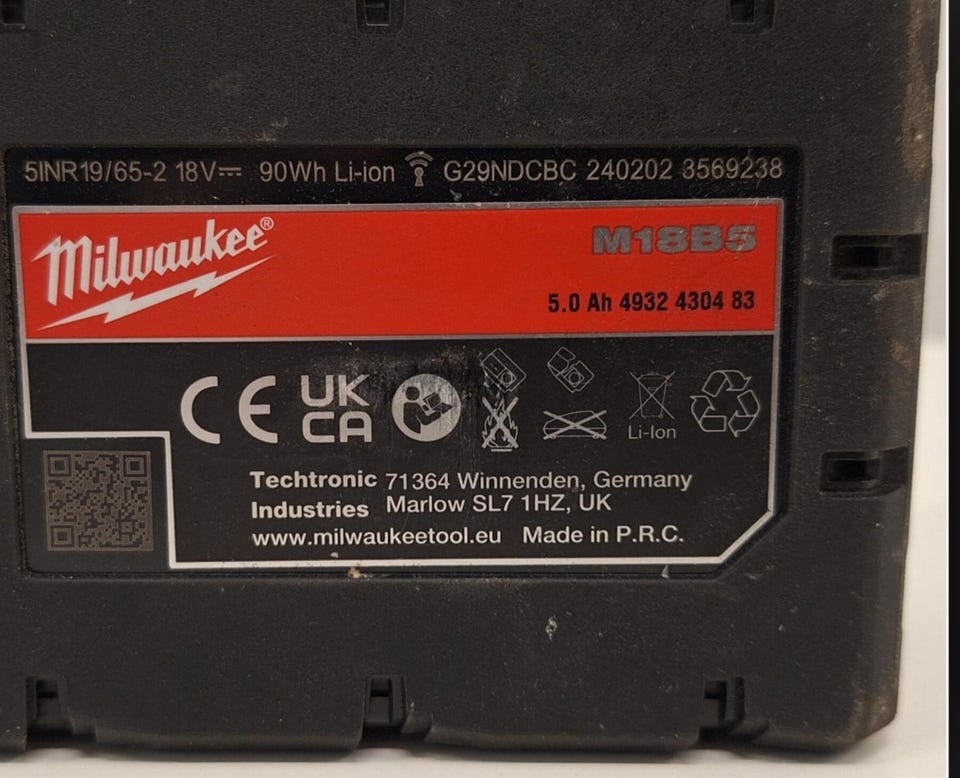 5INR19/65-2 18V⎓ 90Wh Li-ion G29NDCBC 240202 3569238
Milwaukee®
M18B5
5.0 Ah 4932 4304 83
CE UK CA
Li-Ion
Techtronic Industries
71364 Winnenden, Germany
Marlow SL7 1HZ, UK
www.milwaukeetool.eu Made in P.R.C.